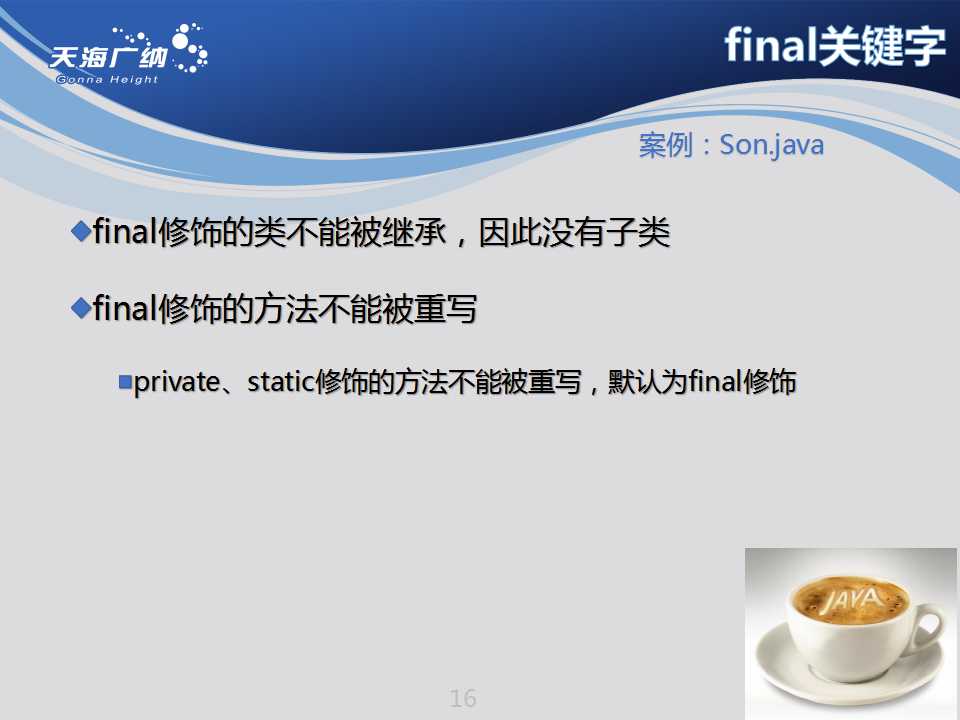 天海广纳
Gonna Height
final关键字
案例：Son.java
final修饰的类不能被继承，因此没有子类
final修饰的方法不能被重写
private、static修饰的方法不能被重写，默认为final修饰
JAVA
16